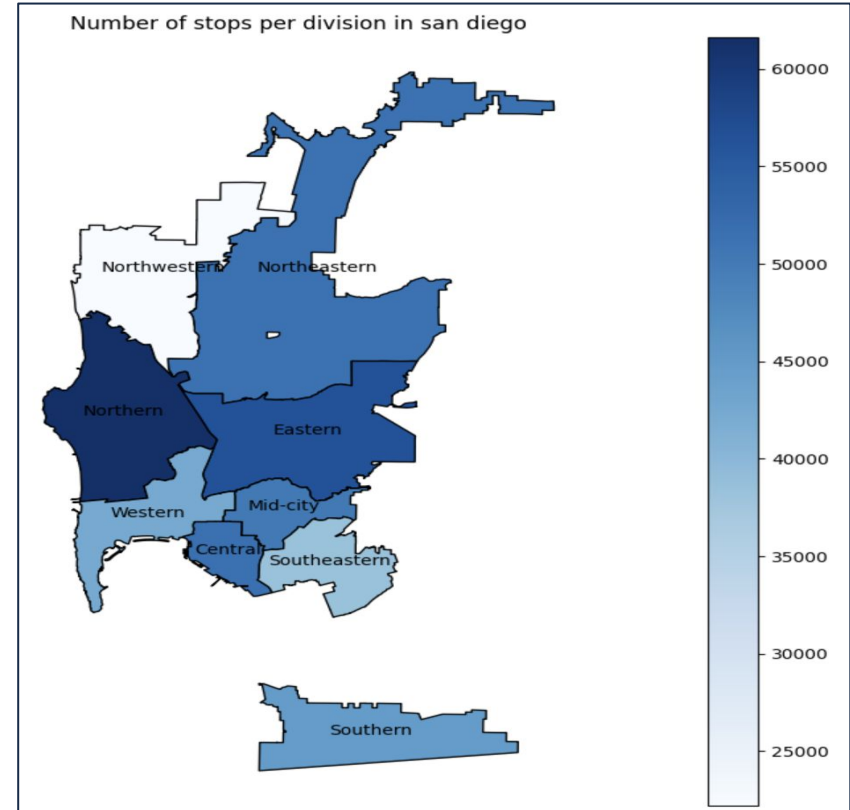 Number of stops per division in san diego
60000
55000
50000
45000
40000
35000
30000
25000
Northwestern
Northeastern
Northern
Eastern
Western
Mid-city
Central
Southeastern
Southern